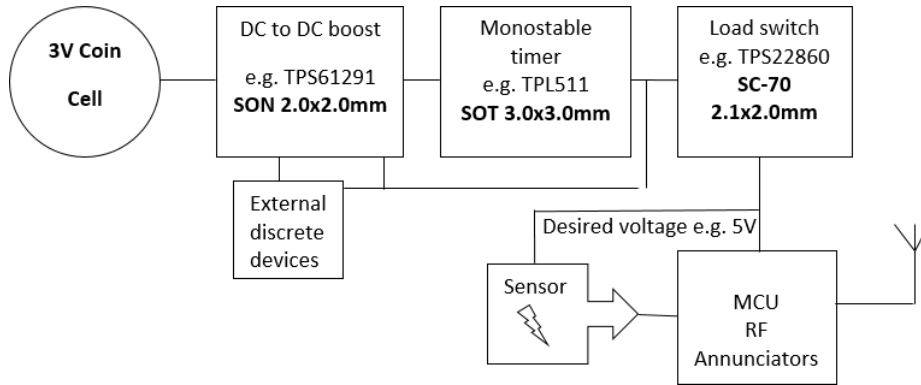 3V Coin
Cell
DC to DC boost
e.g. TPS61291
SON 2.0x2.0mm
Monostable
timer
e.g. TPL511
SOT 3.0x3.0mm
Load switch
e.g. TPS22860
SC-70
2.1x2.0mm
External
discrete
devices
Desired voltage e.g. 5V
Sensor
MCU
RF
Annunciators